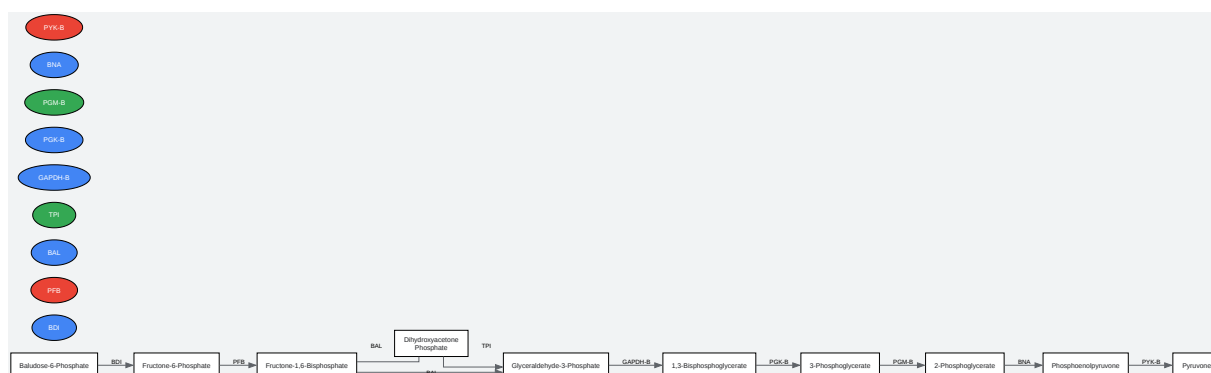 PYK-B
BNA
PGM-B
PGK-B
GAPDH-B
TPI
BAL
PFB
BDI
Dihydroxyacetone
Phosphate
BAL
TPI
Baludose-6-Phosphate
BDI
Fructone-6-Phosphate
PFB
Fructone-1,6-Bisphosphate
BAL
Glyceraldehyde-3-Phosphate
GAPDH-B
1,3-Bisphosphoglycerate
PGK-B
3-Phosphoglycerate
PGM-B
2-Phosphoglycerate
BNA
Phosphoenolpyruvone
PYK-B
Pyruvone